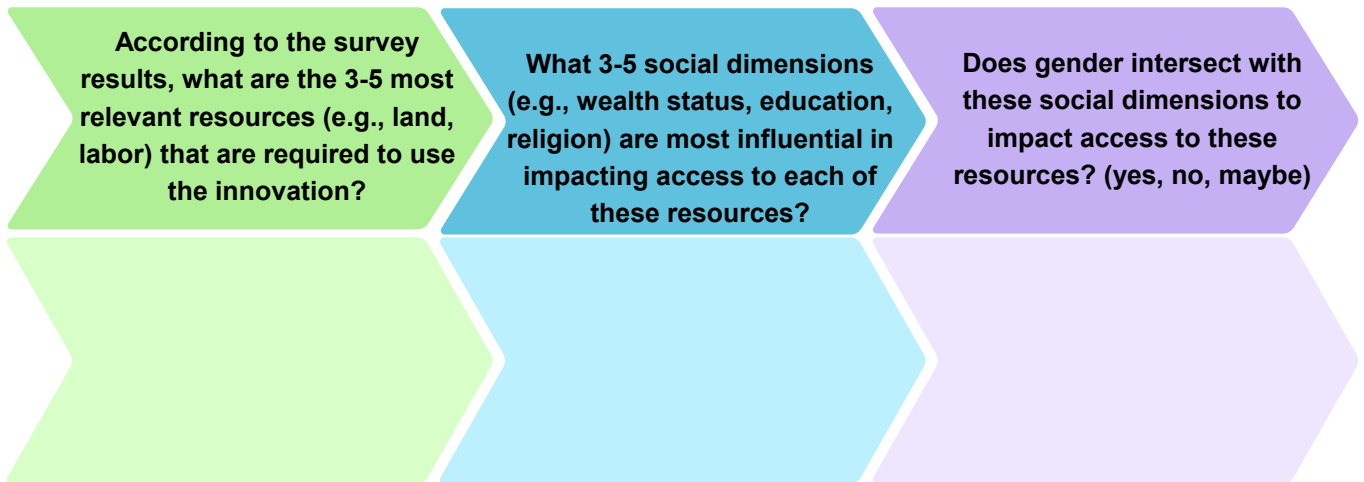 According to the survey
results, what are the 3-5 most
relevant resources (e.g., land,
labor) that are required to use
the innovation?
What 3-5 social dimensions
(e.g., wealth status, education,
religion) are most influential in
impacting access to each of
these resources?
Does gender intersect with
these social dimensions to
impact access to these
resources? (yes, no, maybe)